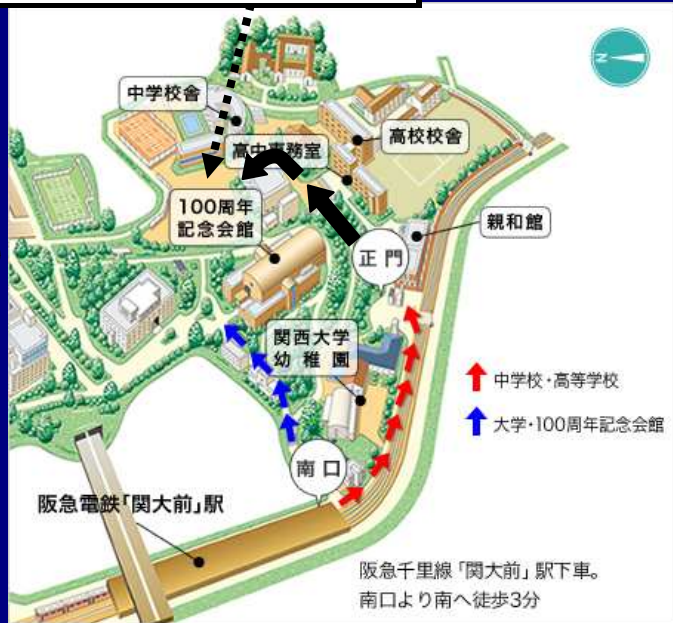 Z
中学校舎
高中事務室
高校校舎
100周年
記念会館
親和館
正門
関西大学
幼稚園
中学校・高等学校
大学・100周年記念会館
南口
阪急電鉄「関大前」駅
阪急千里線「関大前」駅下車。
南口より南へ徒歩3分